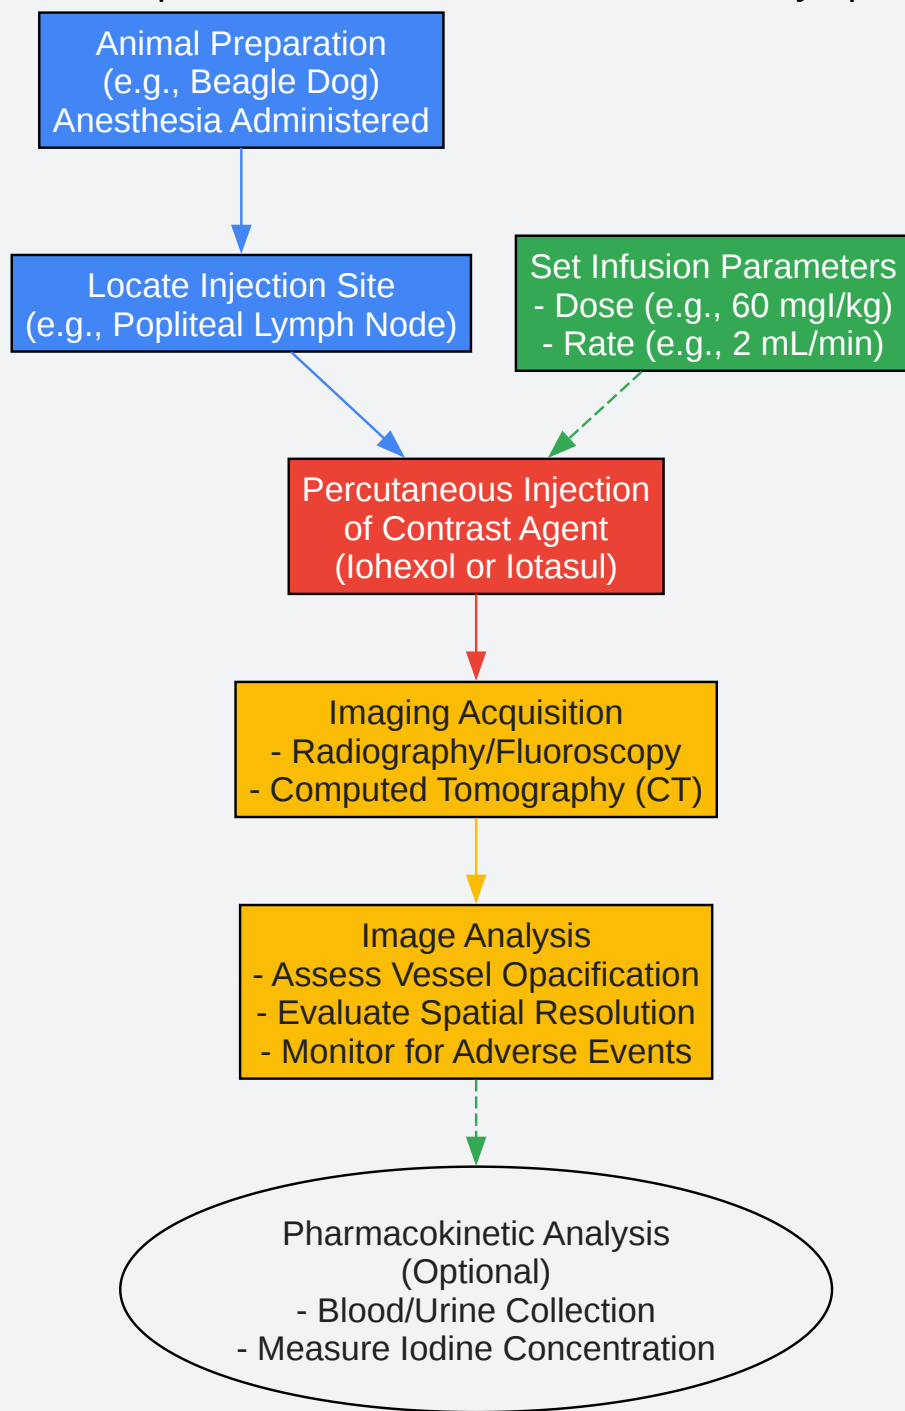 Animal Preparation
(e.g., Beagle Dog)
Anesthesia Administered
Locate Injection Site
(e.g., Popliteal Lymph Node)
Set Infusion Parameters
- Dose (e.g., 60 mgI/kg)
- Rate (e.g., 2 mL/min)
Percutaneous Injection
of Contrast Agent
(Iohexol or Iotasul)
Imaging Acquisition
- Radiography/Fluoroscopy
- Computed Tomography (CT)
Image Analysis
- Assess Vessel Opacification
- Evaluate Spatial Resolution
- Monitor for Adverse Events
Pharmacokinetic Analysis
(Optional)
- Blood/Urine Collection
- Measure Iodine Concentration